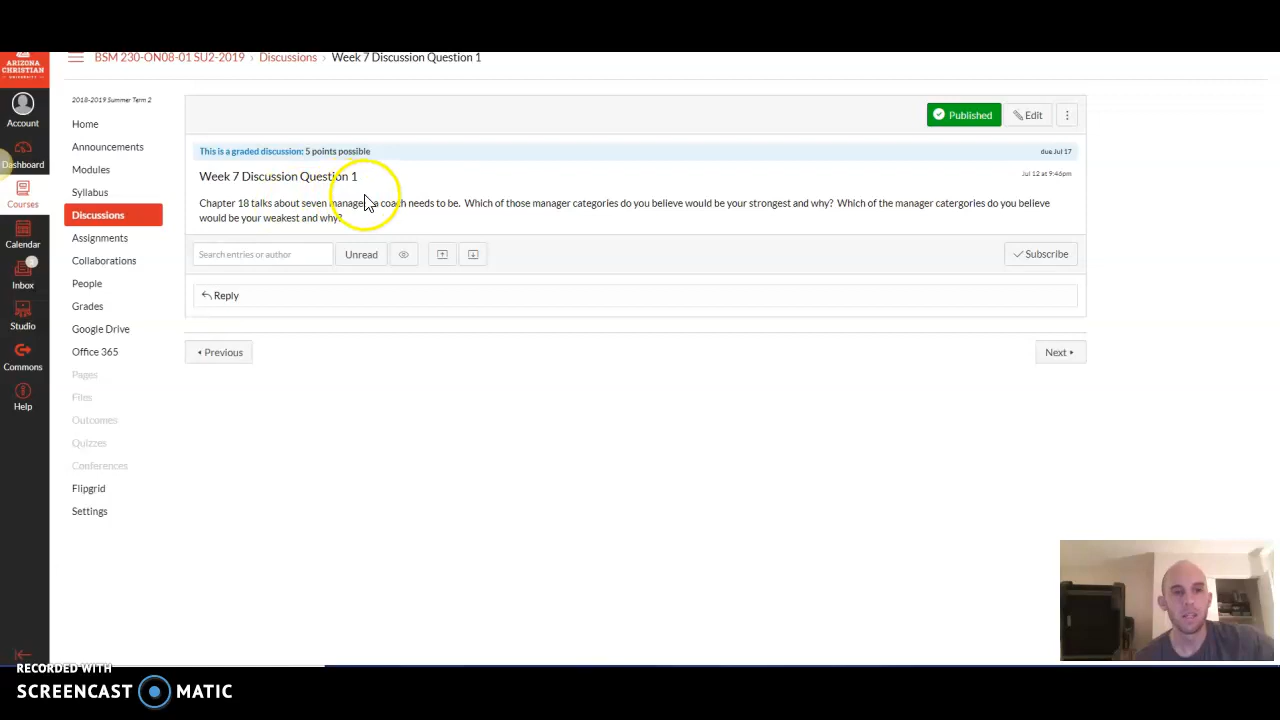 ARIZONA
CHRISTIAN
UNIVERSITY
BSM 230-ON08-01 SU2-2019 › Discussions › Week 7 Discussion Question 1
Account
Dashboard
Courses
Calendar
2
Inbox
Studio
Commons
Help
2018-2019 Summer Term 2
Home
Announcements
Modules
Syllabus
Discussions
Assignments
Collaborations
People
Grades
Google Drive
Office 365
Pages
Files
Outcomes
Quizzes
Conferences
Flipgrid
Settings
Published
Edit
This is a graded discussion: 5 points possible
due Jul 17
Week 7 Discussion Question 1
Jul 12 at 9:46pm
Chapter 18 talks about seven managers a coach needs to be. Which of those manager categories do you believe would be your strongest and why? Which of the manager catergories do you believe
would be your weakest and why?
Search entries or author
Unread
Subscribe
Reply
Previous
Next
RECORDED WITH
SCREENCAST MATIC